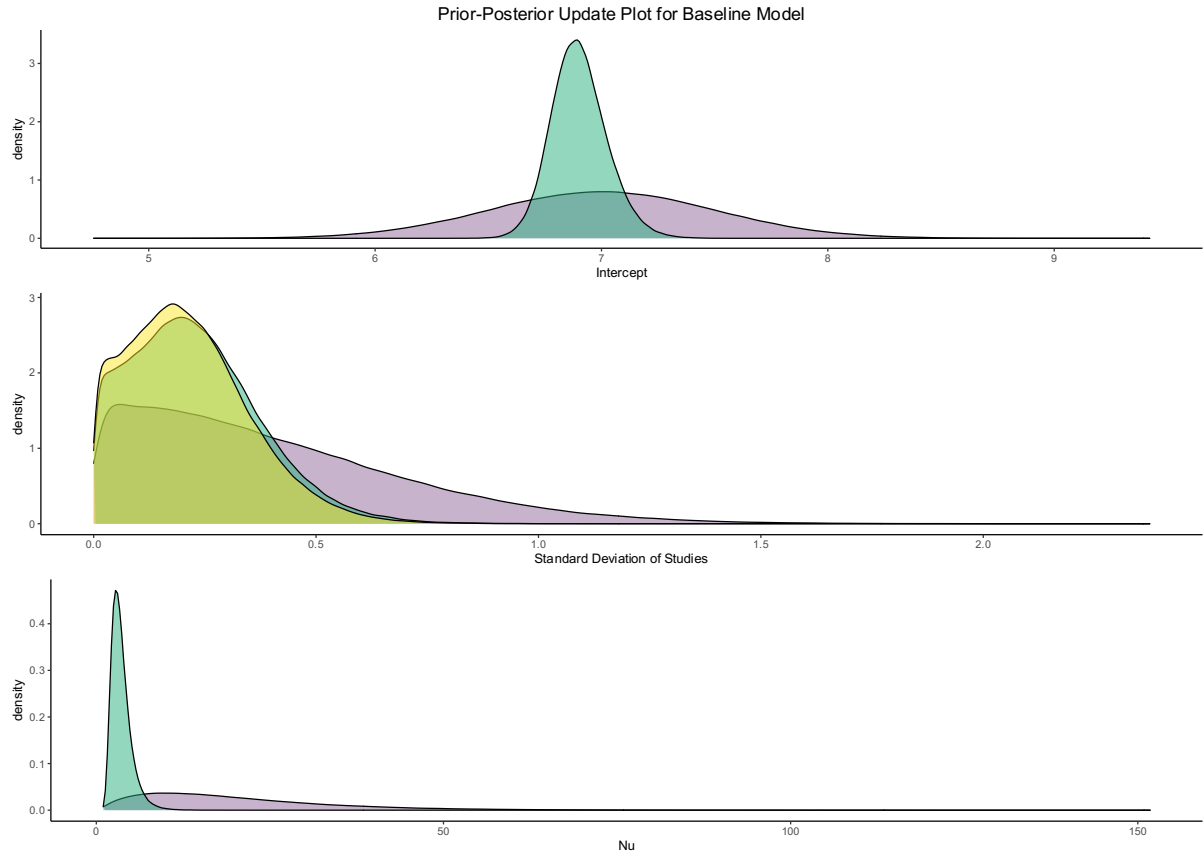 Prior-Posterior Update Plot for Baseline Model
density
3
2
1
0
5 6 7 8 9
Intercept
density
3
2
1
0
0.0 0.5 1.0 1.5 2.0
Standard Deviation of Studies
density
0.4
0.3
0.2
0.1
0.0
0 50 100 150
Nu